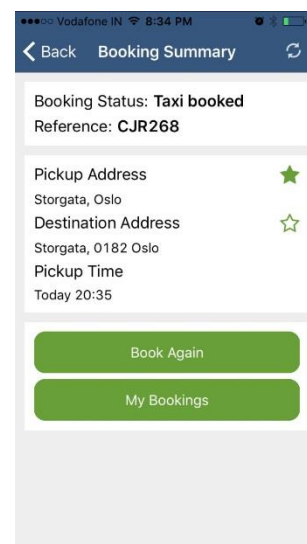 Vodafone IN 8:34 PM
Back Booking Summary
Booking Status: Taxi booked
Reference: CJR268
Pickup Address
Storgata, Oslo
Destination Address
Storgata, 0182 Oslo
Pickup Time
Today 20:35
Book Again
My Bookings